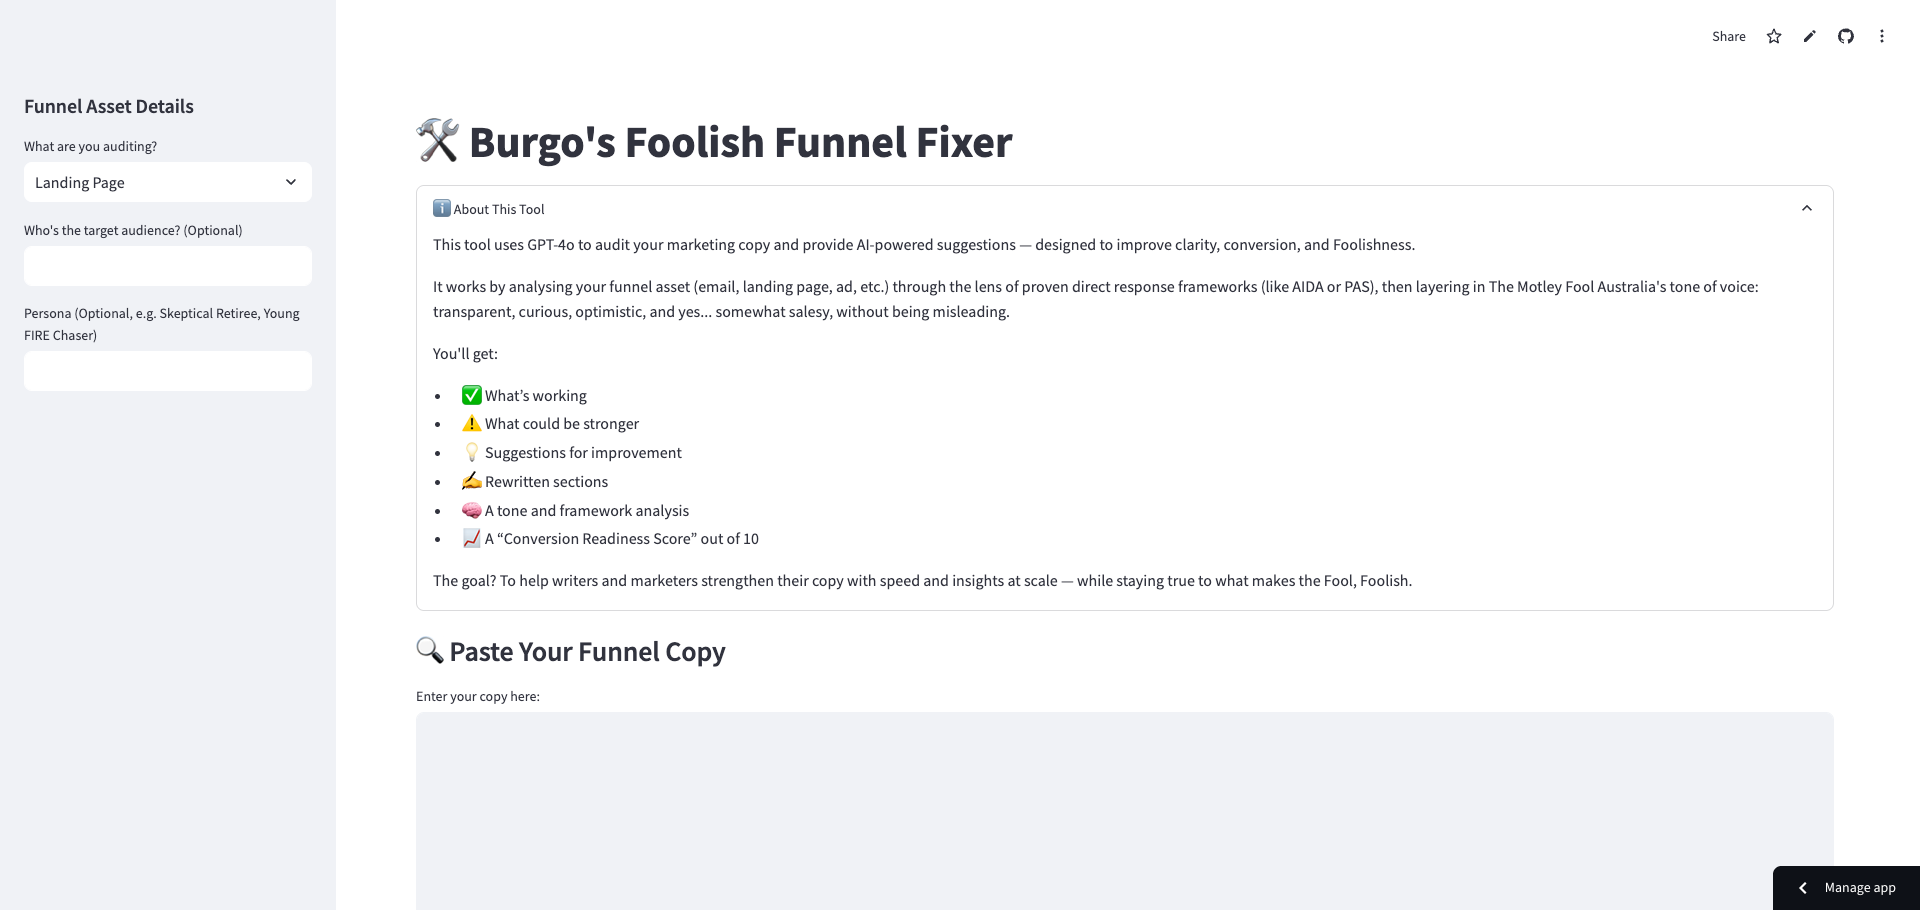 Share
Funnel Asset Details
What are you auditing?
Landing Page
Who's the target audience? (Optional)
Persona (Optional, e.g. Skeptical Retiree, Young
FIRE Chaser)
🛠️ Burgo's Foolish Funnel Fixer
ℹ️ About This Tool
This tool uses GPT-4o to audit your marketing copy and provide AI-powered suggestions — designed to improve clarity, conversion, and Foolishness.
It works by analysing your funnel asset (email, landing page, ad, etc.) through the lens of proven direct response frameworks (like AIDA or PAS), then layering in The Motley Fool Australia's tone of voice:
transparent, curious, optimistic, and yes... somewhat salesy, without being misleading.
You'll get:
• ✅ What’s working
• ⚠️ What could be stronger
• 💡 Suggestions for improvement
• ✍️ Rewritten sections
• 🧠 A tone and framework analysis
• 📈 A “Conversion Readiness Score” out of 10
The goal? To help writers and marketers strengthen their copy with speed and insights at scale — while staying true to what makes the Fool, Foolish.
🔍 Paste Your Funnel Copy
Enter your copy here:
Manage app